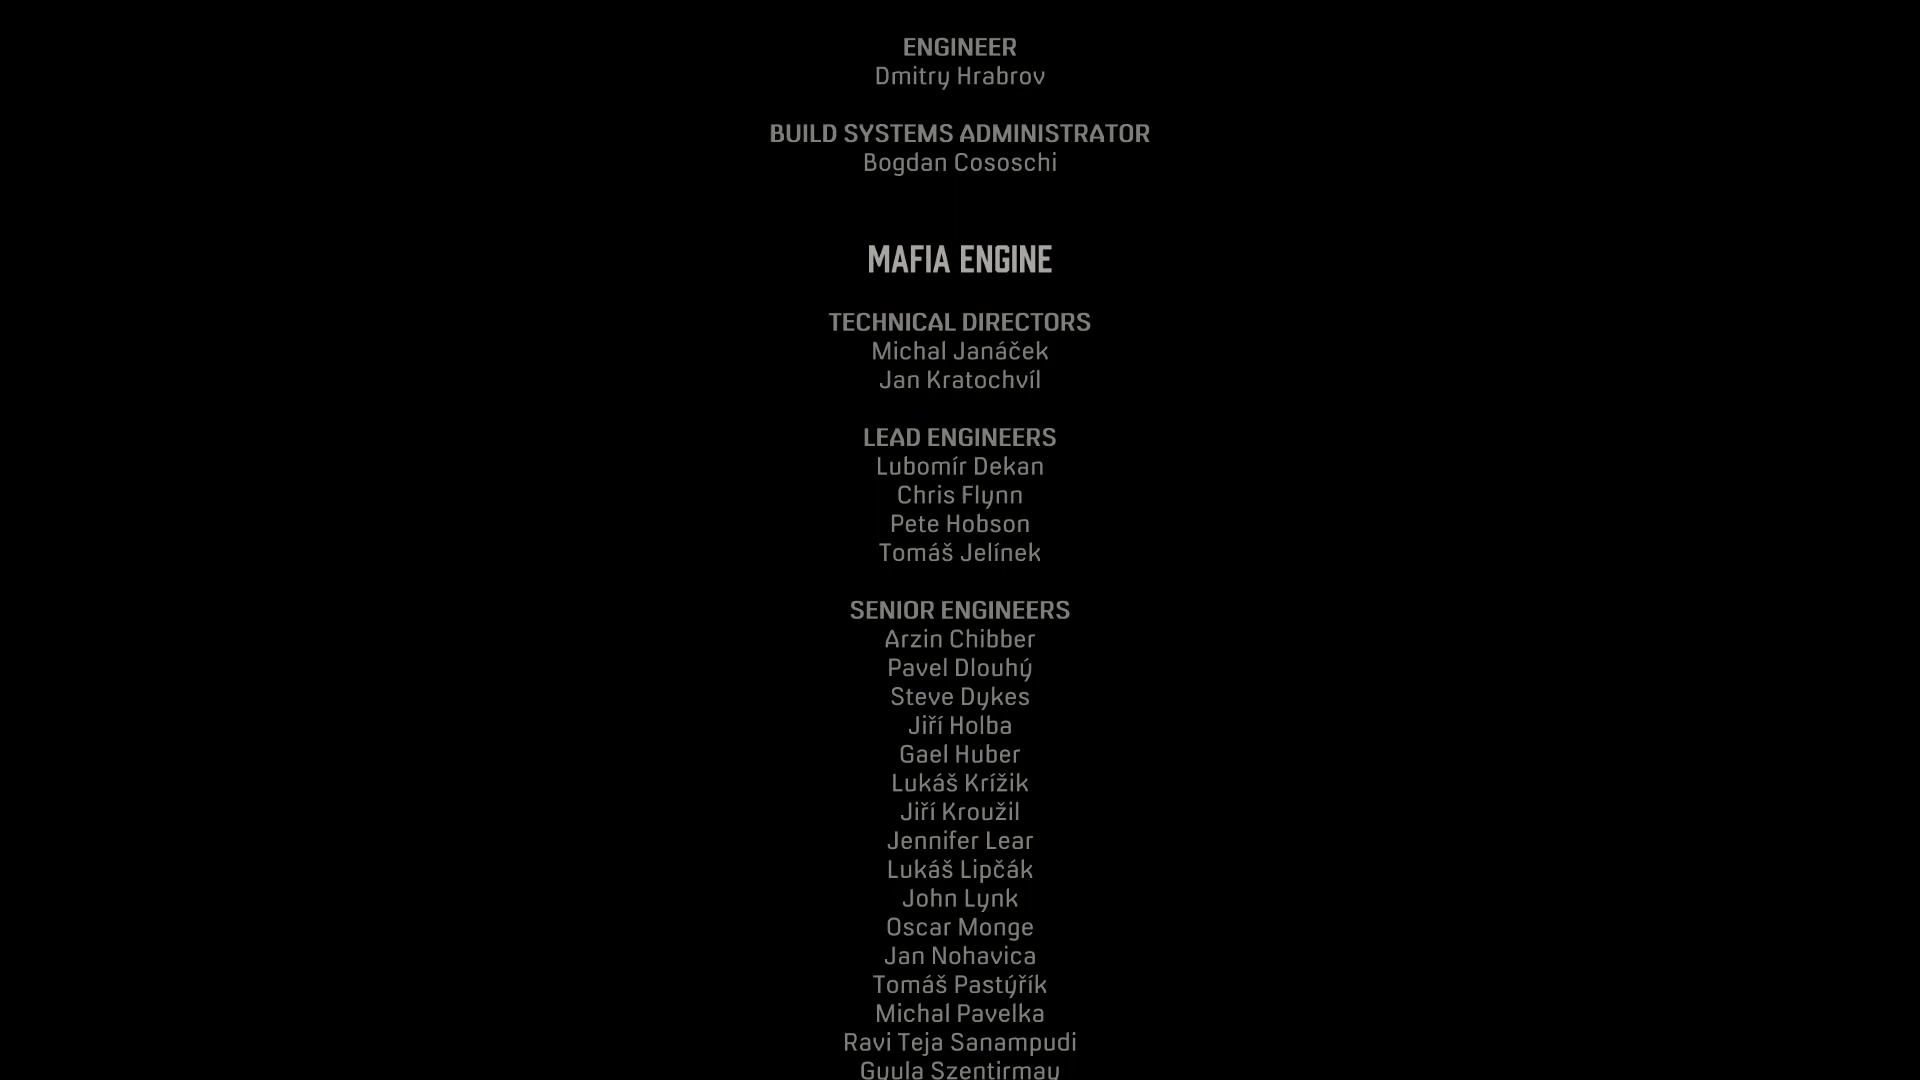 ENGINEER
Dmitry Hrabrov
BUILD SYSTEMS ADMINISTRATOR
Bogdan Cososchi
MAFIA ENGINE
TECHNICAL DIRECTORS
Michal Janáček
Jan Kratochvíl
LEAD ENGINEERS
Lubomír Dekan
Chris Flynn
Pete Hobson
Tomáš Jelínek
SENIOR ENGINEERS
Arzin Chibber
Pavel Dlouhý
Steve Dykes
Jiří Holba
Gael Huber
Lukáš Krížik
Jiří Kroužil
Jennifer Lear
Lukáš Lipčák
John Lynk
Oscar Monge
Jan Nohavica
Tomáš Pastýřík
Michal Pavelka
Ravi Teja Sanampudi
Gyula Szentirmay